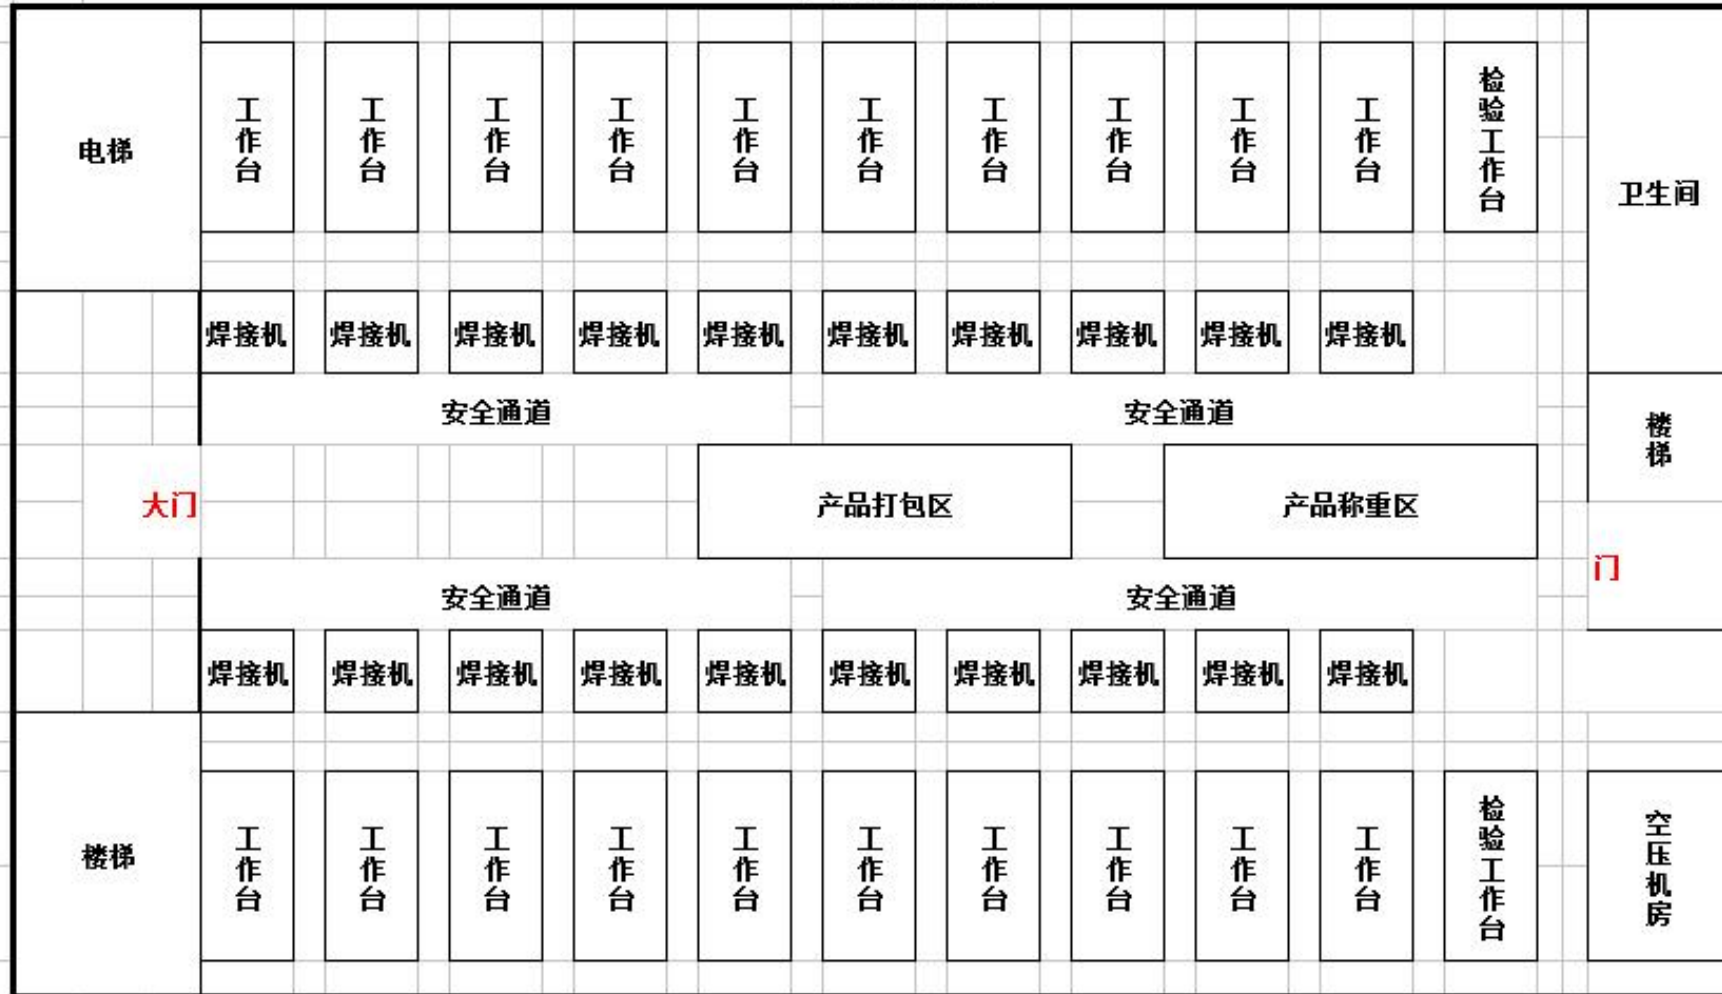 电梯
工作台
工作台
工作台
工作台
工作台
工作台
工作台
工作台
工作台
工作台
检验工作台
卫生间
焊接机
焊接机
焊接机
焊接机
焊接机
焊接机
焊接机
焊接机
焊接机
焊接机
安全通道
安全通道
楼梯
大门
产品打包区
产品称重区
门
安全通道
安全通道
焊接机
焊接机
焊接机
焊接机
焊接机
焊接机
焊接机
焊接机
焊接机
焊接机
楼梯
工作台
工作台
工作台
工作台
工作台
工作台
工作台
工作台
工作台
工作台
检验工作台
空压机房